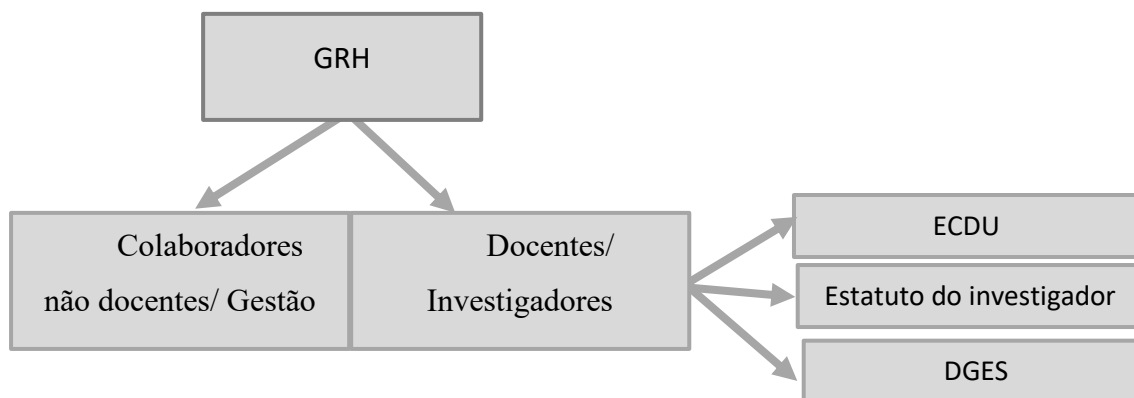 GRH
Colaboradores
não docentes/ Gestão
Docentes/
Investigadores
ECDU
Estatuto do investigador
DGES